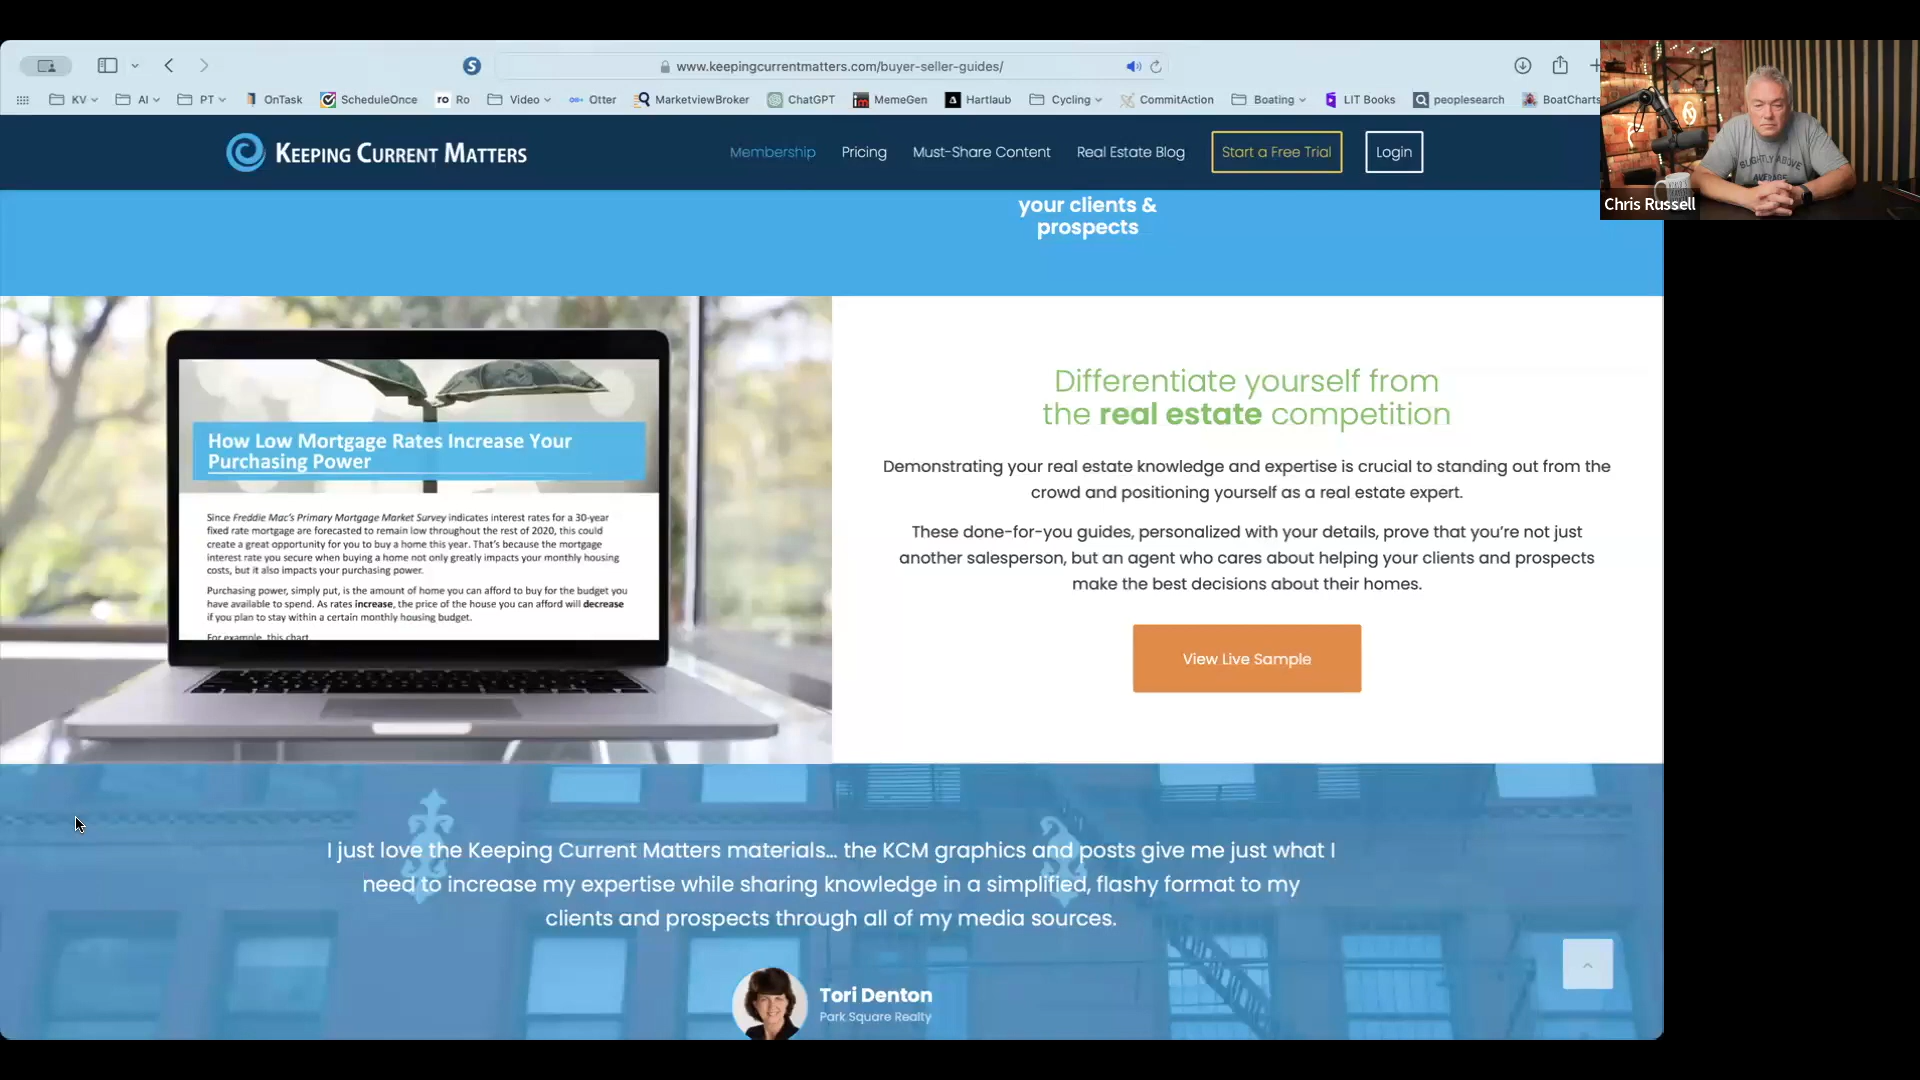 www.keepingcurrentmatters.com/buyer-seller-guides/
KV
AI
PT
OnTask
ScheduleOnce
ro Ro
Video
Otter
MarketviewBroker
ChatGPT
MemeGen
Hartlaub
Cycling
CommitAction
Boating
LIT Books
peoplesearch
BoatCharts
KEEPING CURRENT MATTERS
Membership
Pricing
Must-Share Content
Real Estate Blog
Start a Free Trial
Login
SLIGHTLY ABOVE
AVERAGE
Chris Russell
your clients &
prospects
How Low Mortgage Rates Increase Your
Purchasing Power
Since Freddie Mac's Primary Mortgage Market Survey indicates interest rates for a 30-year
fixed rate mortgage are forecasted to remain low throughout the rest of 2020, this could
create a great opportunity for you to buy a home this year. That's because the mortgage
interest rate you secure when buying a home not only greatly impacts your monthly housing
costs, but it also impacts your purchasing power.
Purchasing power, simply put, is the amount of home you can afford to buy for the budget you
have available to spend. As rates increase, the price of the house you can afford will decrease
if you plan to stay within a certain monthly housing budget.
For example, this chart
Differentiate yourself from
the real estate competition
Demonstrating your real estate knowledge and expertise is crucial to standing out from the
crowd and positioning yourself as a real estate expert.
These done-for-you guides, personalized with your details, prove that you're not just
another salesperson, but an agent who cares about helping your clients and prospects
make the best decisions about their homes.
View Live Sample
I just love the Keeping Current Matters materials... the KCM graphics and posts give me just what I
need to increase my expertise while sharing knowledge in a simplified, flashy format to my
clients and prospects through all of my media sources.
Tori Denton
Park Square Realty